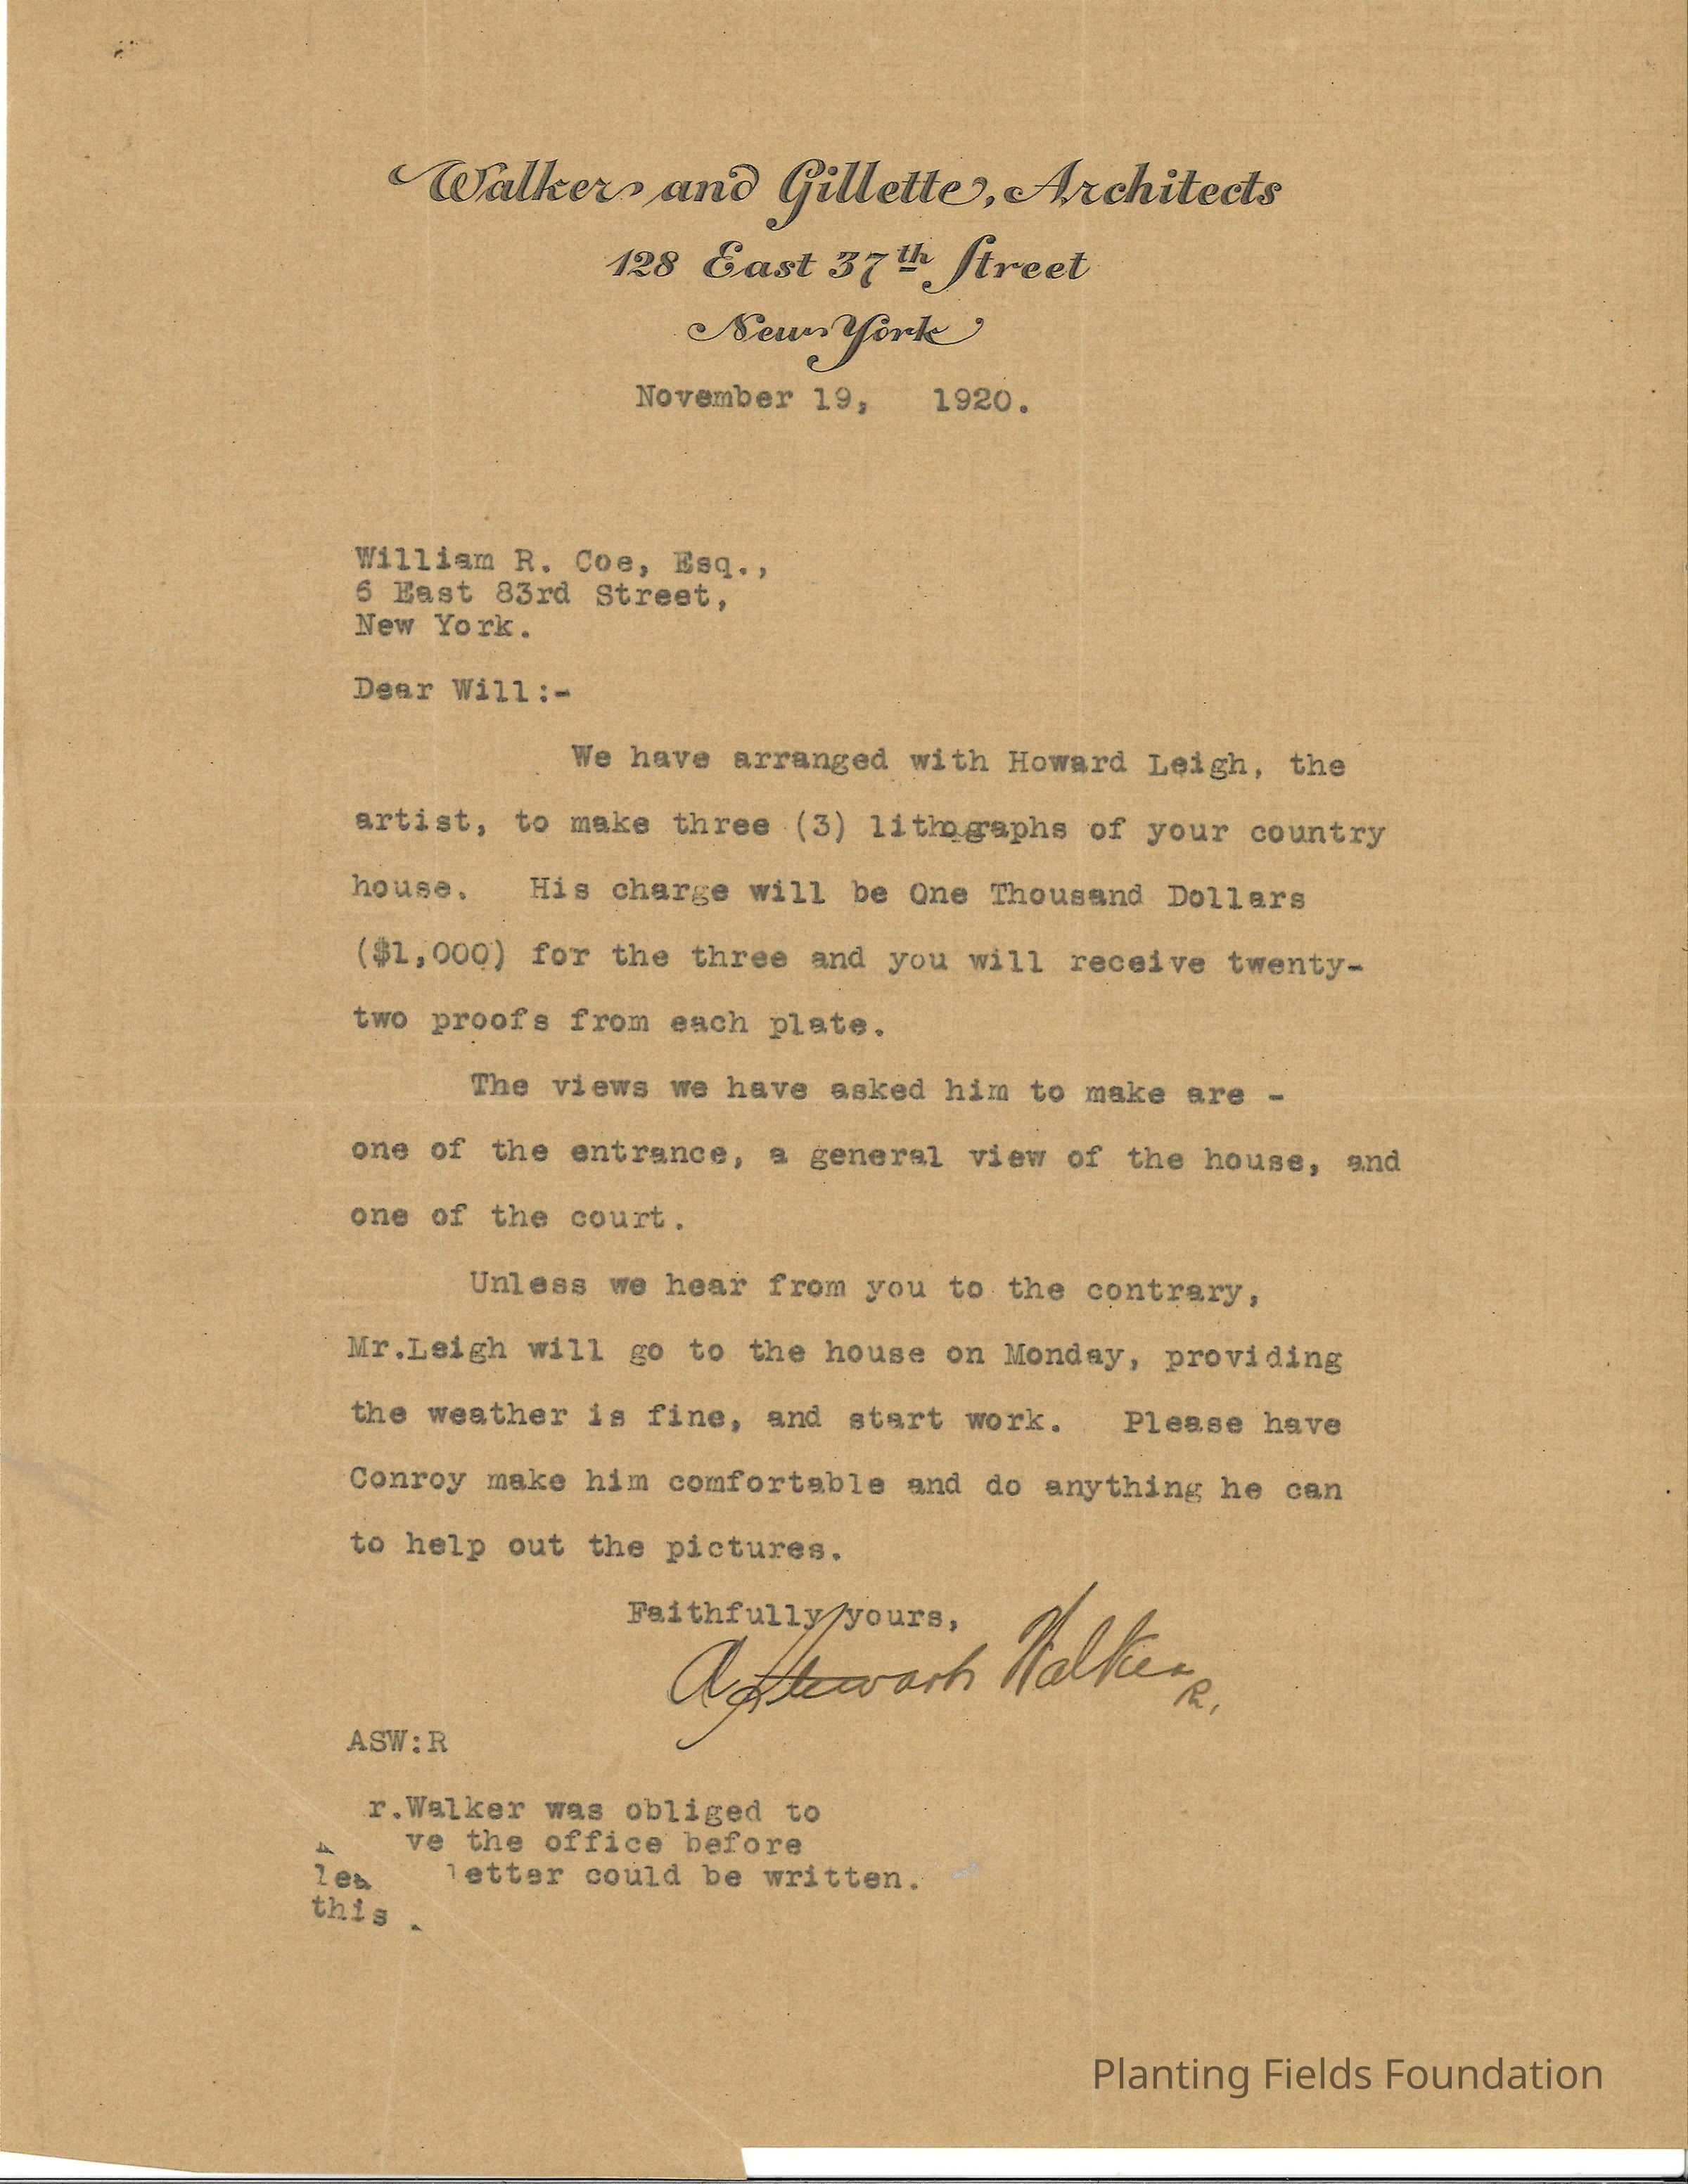 Walker and Gillette, Architects
128 East 37th Street
New York
November 19, 1920.
William R. Coe, Esq.,
6 East 83rd Street,
New York.
Dear Will:-
We have arranged with Howard Leigh, the
artist, to make three (3) lithographs of your country
house. His charge will be One Thousand Dollars
($1,000) for the three and you will receive twenty-
two proofs from each plate.
The views we have asked him to make are -
one of the entrance, a general view of the house, and
one of the court.
Unless we hear from you to the contrary,
Mr.Leigh will go to the house on Monday, providing
the weather is fine, and start work. Please have
Conroy make him comfortable and do anything he can
to help out the pictures.
Faithfully yours,
A Stewart Walker
R.
ASW:R
r.Walker was obliged to
ve the office before
lea letter could be written.
this
Planting Fields Foundation